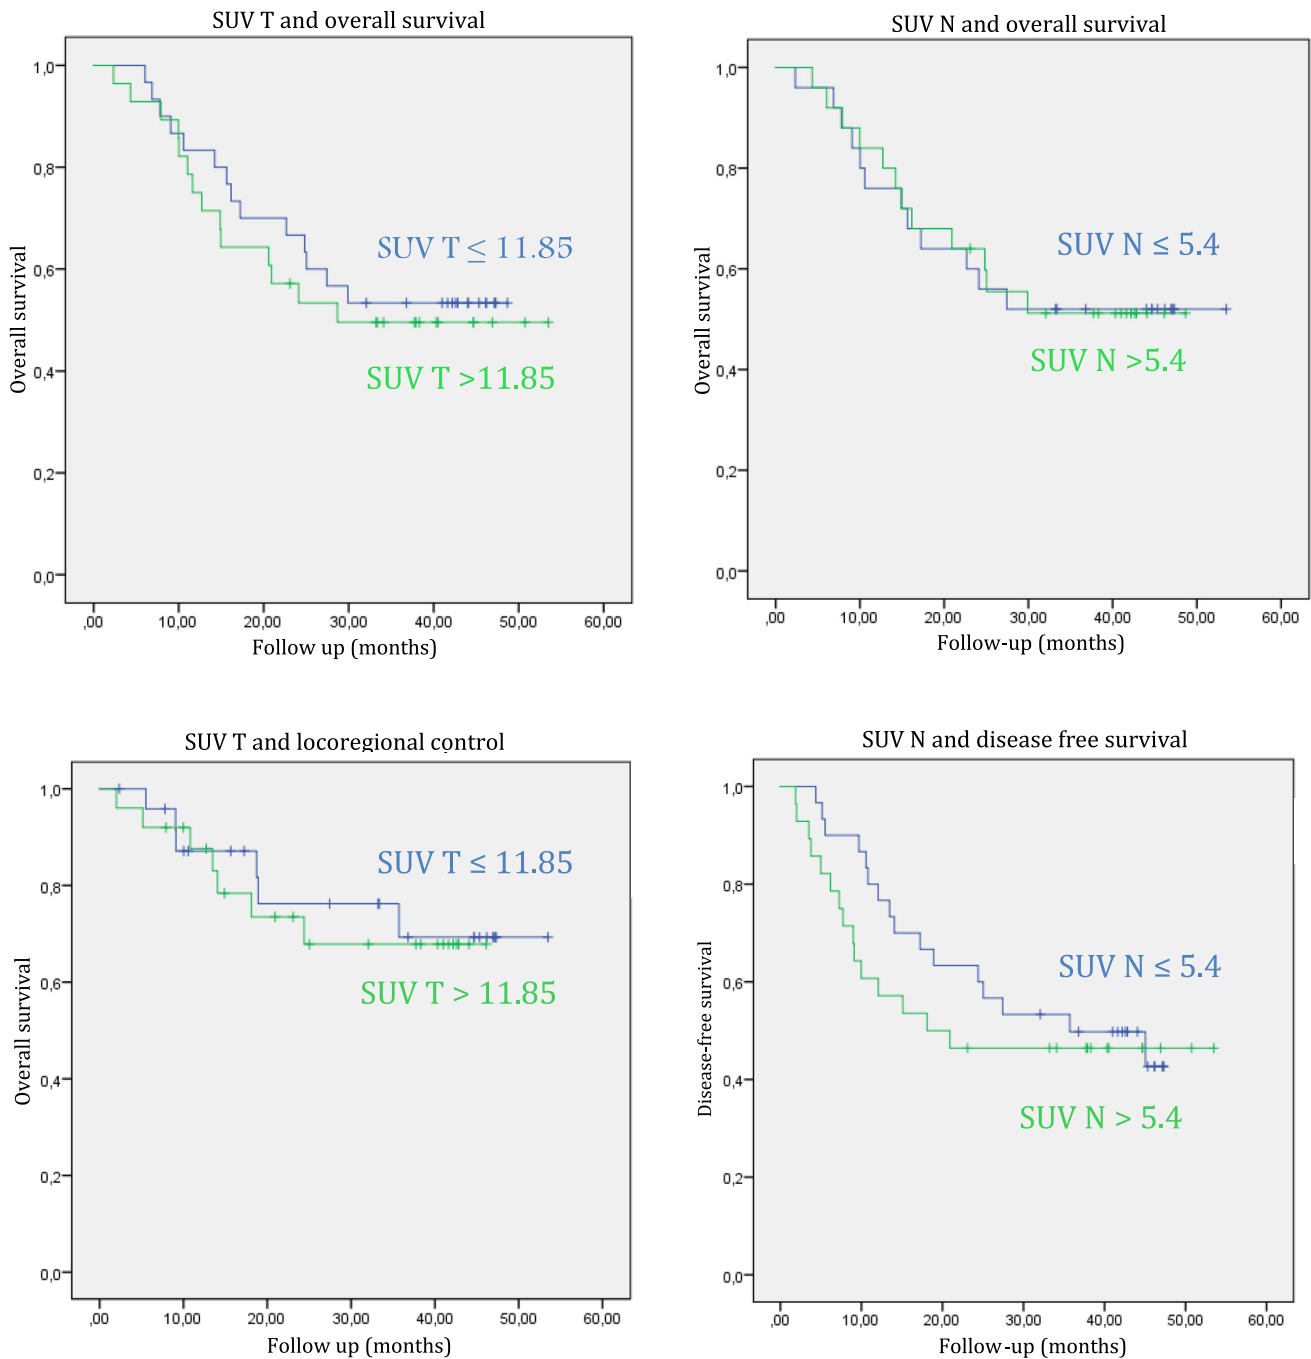 SUV T and overall survival
1,0
0,8
0,6
0,4
0,2
0,0
Overall survival
SUV T ≤ 11.85
SUV T >11.85
,00 10,00 20,00 30,00 40,00 50,00 60,00
Follow up (months)
SUV N and overall survival
1,0
0,8
0,6
0,4
0,2
0,0
Overall survival
SUV N ≤ 5.4
SUV N >5.4
,00 10,00 20,00 30,00 40,00 50,00 60,00
Follow-up (months)
SUV T and locoregional control
1,0
0,8
0,6
0,4
0,2
0,0
Overall survival
SUV T ≤ 11.85
SUV T > 11.85
,00 10,00 20,00 30,00 40,00 50,00 60,00
Follow up (months)
SUV N and disease free survival
1,0
0,8
0,6
0,4
0,2
0,0
Disease-free survival
SUV N ≤ 5.4
SUV N > 5.4
,00 10,00 20,00 30,00 40,00 50,00 60,00
Follow-up (months)